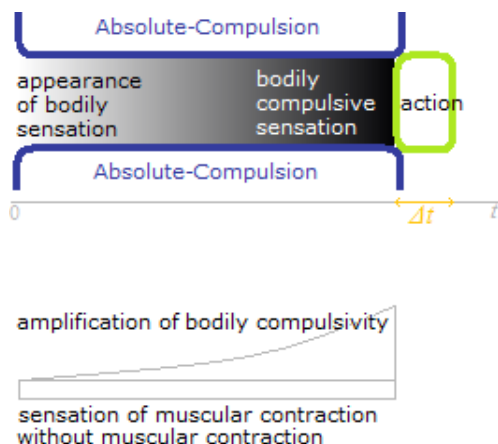 Absolute-Compulsion
appearance
of bodily
sensation
bodily
compulsive
sensation
action
Absolute-Compulsion
0
Δt
t
amplification of bodily compulsivity
sensation of muscular contraction
without muscular contraction